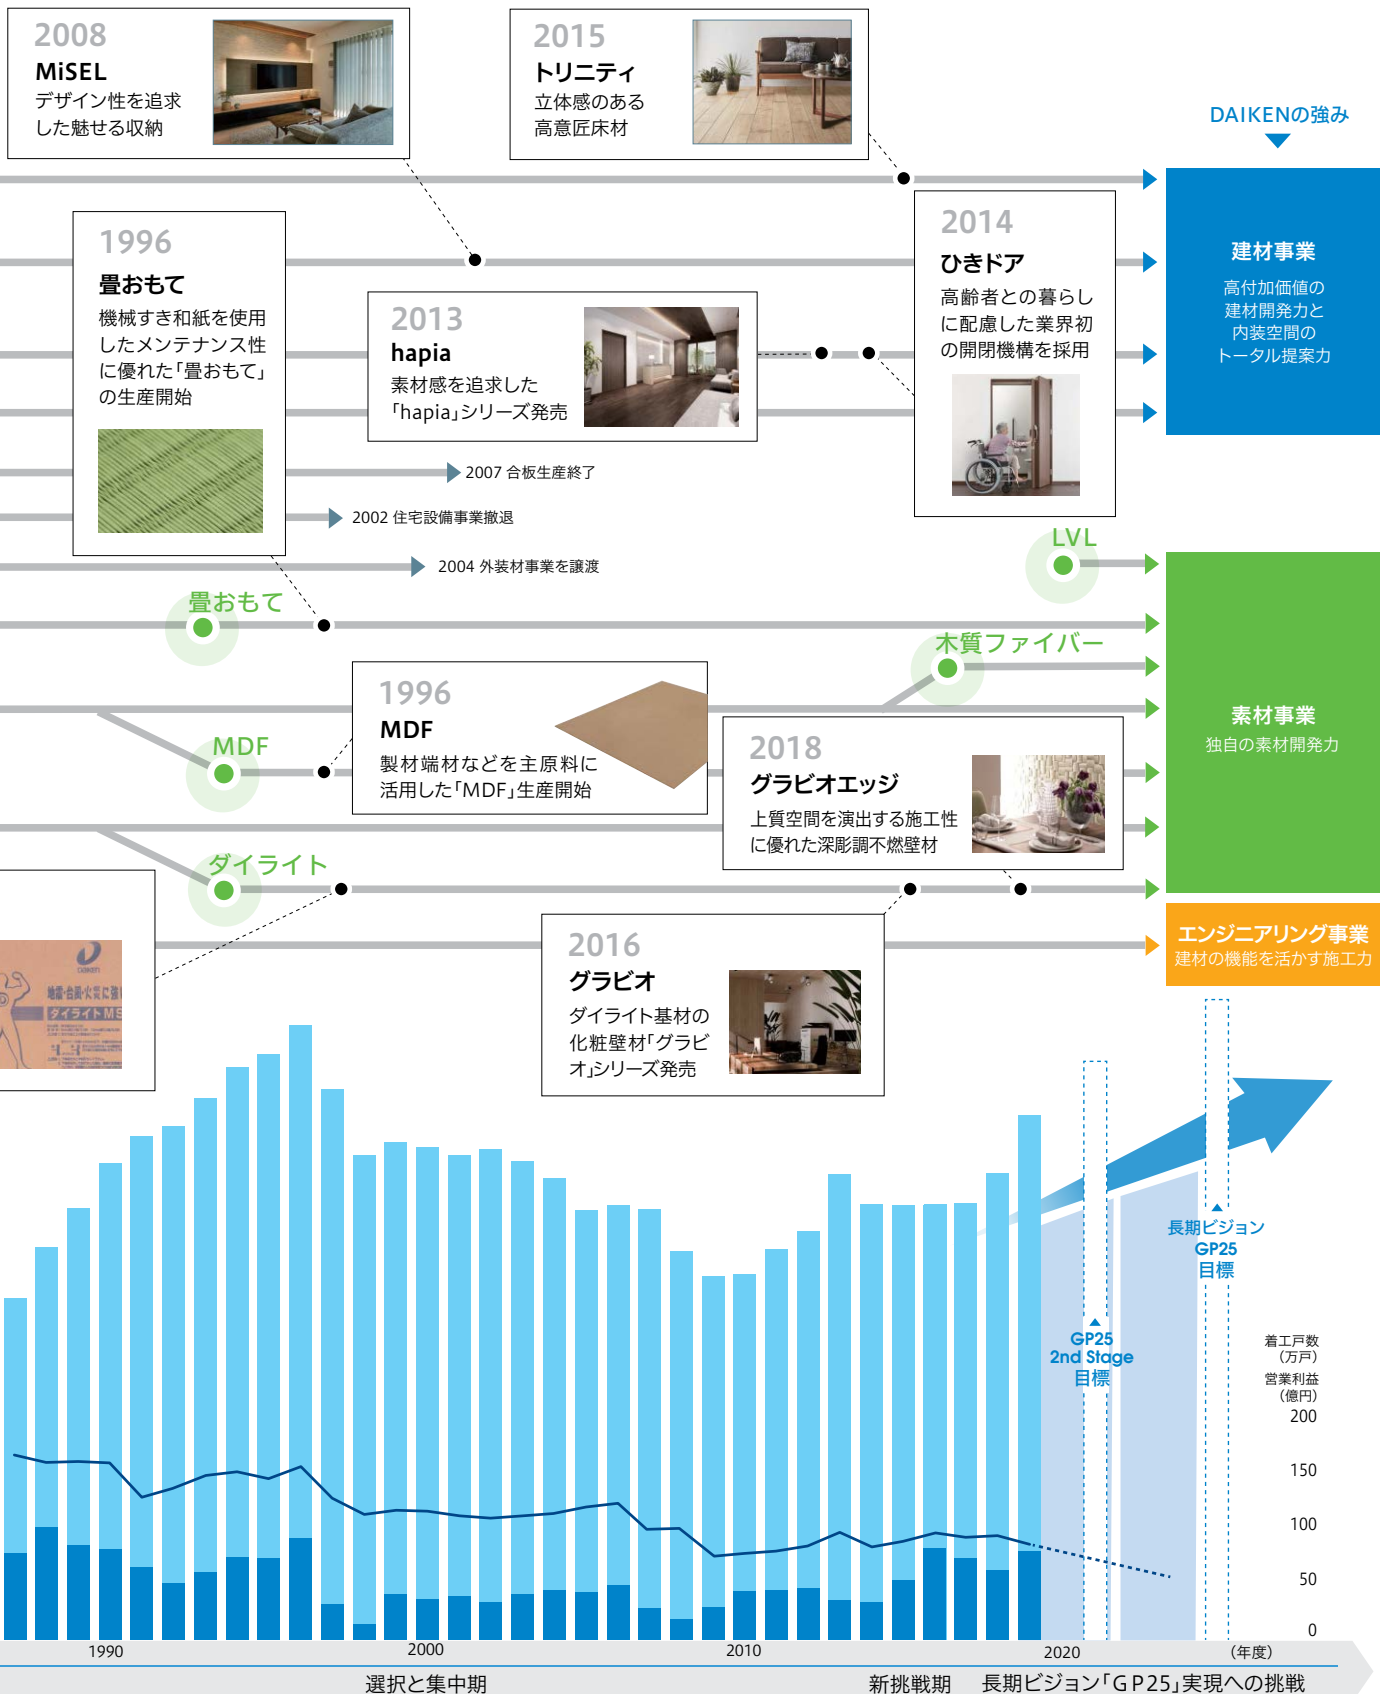 2008
MiSEL
デザイン性を追求
した魅せる収納
2015
トリニティ
立体感のある
高意匠床材
DAIKENの強み
1996
畳おもて
機械すき和紙を使用
したメンテナンス性
に優れた「畳おもて」
の生産開始
2013
hapia
素材感を追求した
「hapia」シリーズ発売
2014
ひきドア
高齢者との暮らし
に配慮した業界初
の開閉機構を採用
建材事業
高付加価値の
建材開発力と
内装空間の
トータル提案力
2007 合板生産終了
2002 住宅設備事業撤退
2004 外装材事業を譲渡
LVL
畳おもて
木質ファイバー
MDF
1996
MDF
製材端材などを主原料に
活用した「MDF」生産開始
2018
グラビオエッジ
上質空間を演出する施工性
に優れた深彫調不燃壁材
素材事業
独自の素材開発力
ダイライト
DAIKEN
地震・台風・火災に強い
ダイライトMS
2016
グラビオ
ダイライト基材の
化粧壁材「グラビ
オ」シリーズ発売
エンジニアリング事業
建材の機能を活かす施工力
長期ビジョン
GP25
目標
GP25
2nd Stage
目標
着工戸数
（万戸）
営業利益
（億円）
200
150
100
50
0
1990
2000
2010
2020
（年度）
選択と集中期
新挑戦期
長期ビジョン「GP25」実現への挑戦